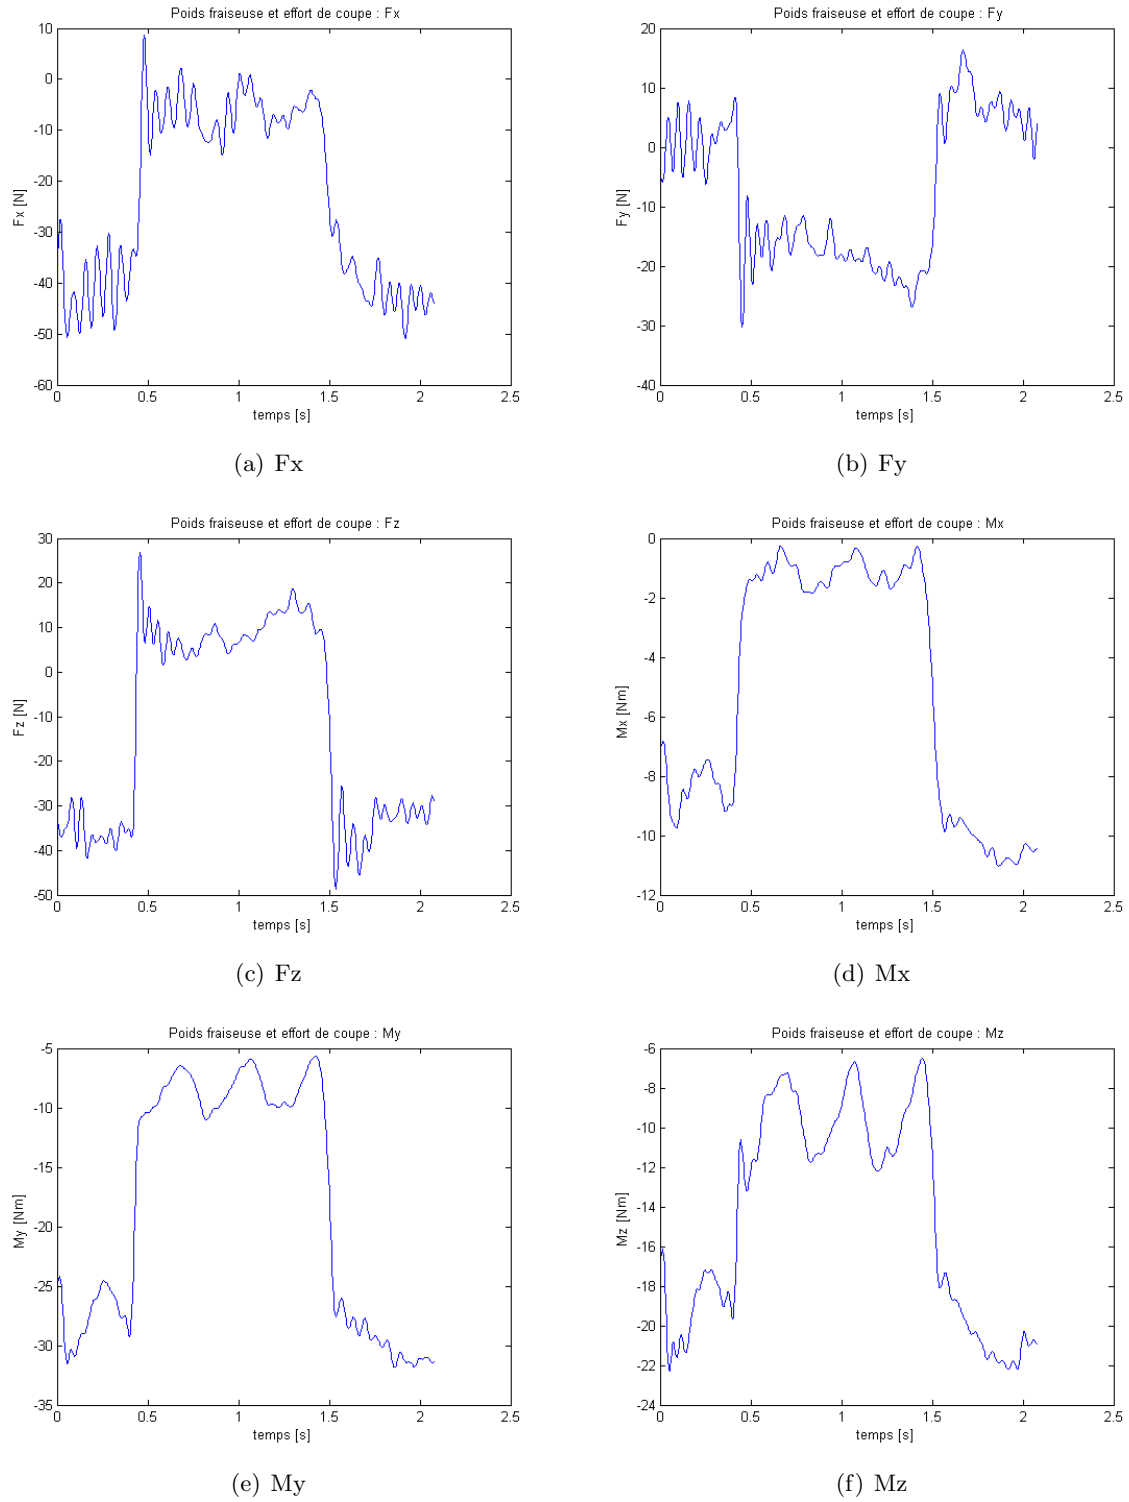 Poids fraiseuse et effort de coupe : Fx
10
0
-10
-20
-30
-40
-50
-60
Fx [N]
0 0.5 1 1.5 2 2.5
temps [s]
(a) Fx
Poids fraiseuse et effort de coupe : Fy
20
10
0
-10
-20
-30
-40
Fy [N]
0 0.5 1 1.5 2 2.5
temps [s]
(b) Fy
Poids fraiseuse et effort de coupe : Fz
30
20
10
0
-10
-20
-30
-40
-50
Fz [N]
0 0.5 1 1.5 2 2.5
temps [s]
(c) Fz
Poids fraiseuse et effort de coupe : Mx
0
-2
-4
-6
-8
-10
-12
Mx [Nm]
0 0.5 1 1.5 2 2.5
temps [s]
(d) Mx
Poids fraiseuse et effort de coupe : My
-5
-10
-15
-20
-25
-30
-35
My [Nm]
0 0.5 1 1.5 2 2.5
temps [s]
(e) My
Poids fraiseuse et effort de coupe : Mz
-6
-8
-10
-12
-14
-16
-18
-20
-22
-24
Mz [Nm]
0 0.5 1 1.5 2 2.5
temps [s]
(f) Mz